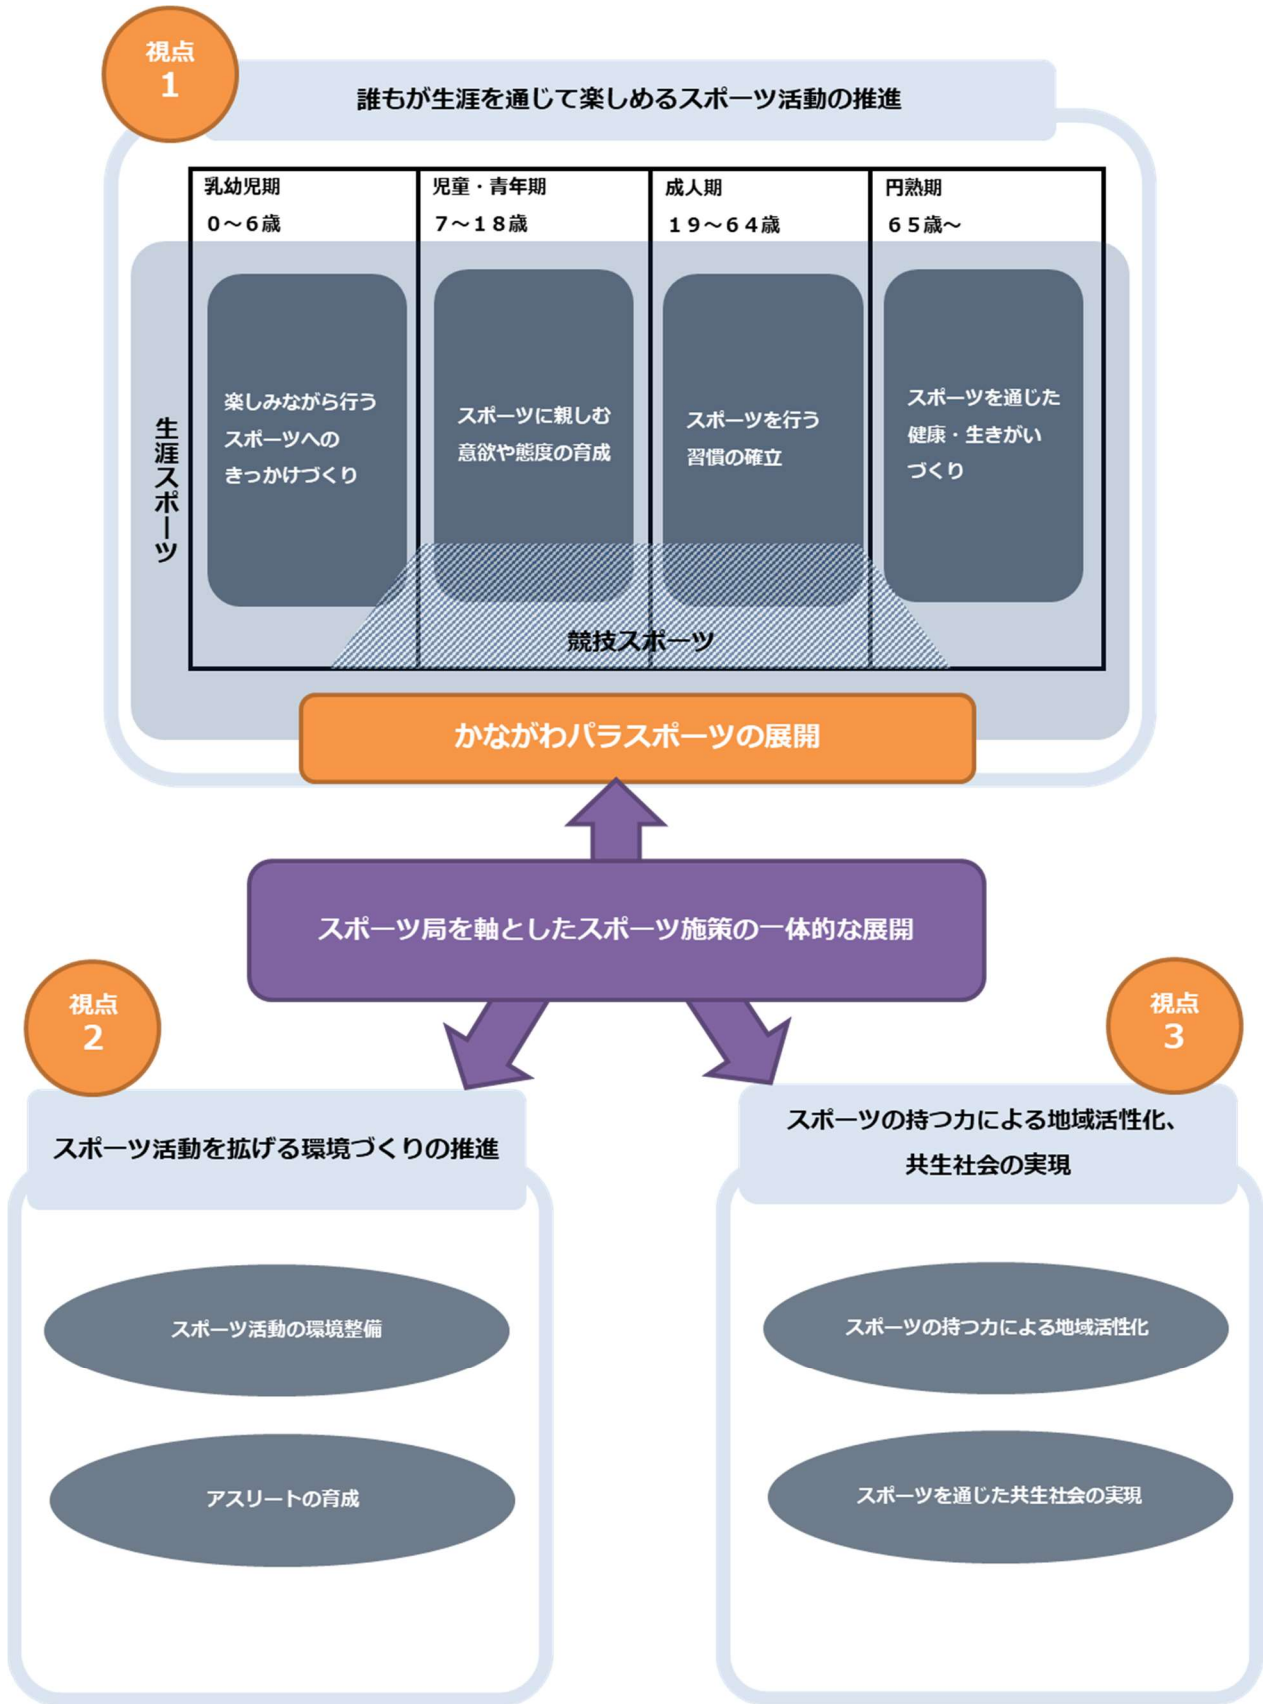 視点
1
誰もが生涯を通じて楽しめるスポーツ活動の推進
乳幼児期
０～６歳
児童・青年期
７～１８歳
成人期
１９～６４歳
円熟期
６５歳～
生涯スポーツ
楽しみながら行う
スポーツへの
きっかけづくり
スポーツに親しむ
意欲や態度の育成
スポーツを行う
習慣の確立
スポーツを通じた
健康・生きがい
づくり
競技スポーツ
かながわパラスポーツの展開
スポーツ局を軸としたスポーツ施策の一体的な展開
視点
2
スポーツ活動を拡げる環境づくりの推進
スポーツ活動の環境整備
アスリートの育成
視点
3
スポーツの持つ力による地域活性化、
共生社会の実現
スポーツの持つ力による地域活性化
スポーツを通じた共生社会の実現